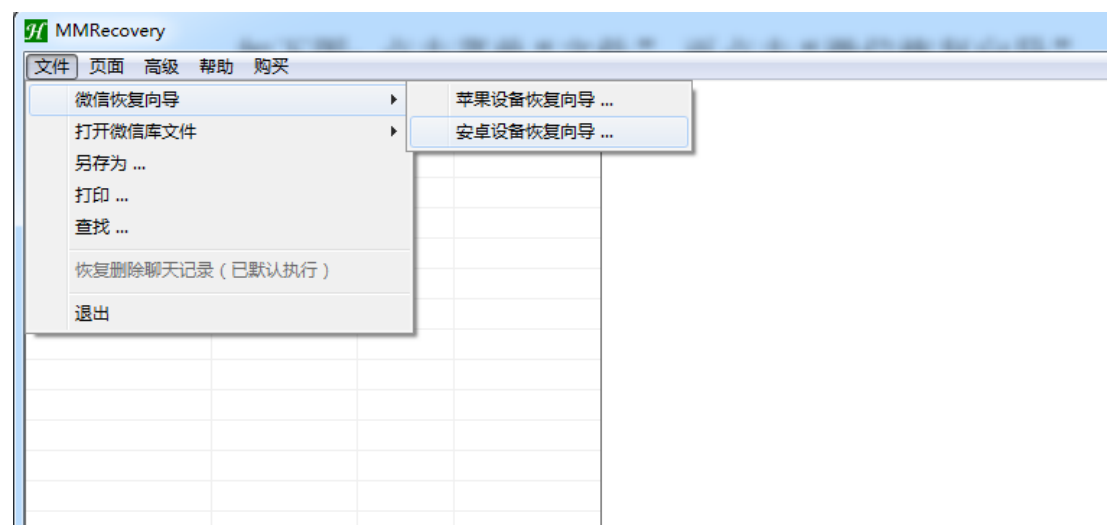 MMRecovery
文件 页面 高级 帮助 购买
微信恢复向导
苹果设备恢复向导 ...
打开微信库文件
安卓设备恢复向导 ...
另存为 ...
打印 ...
查找 ...
恢复删除聊天记录（已默认执行）
退出